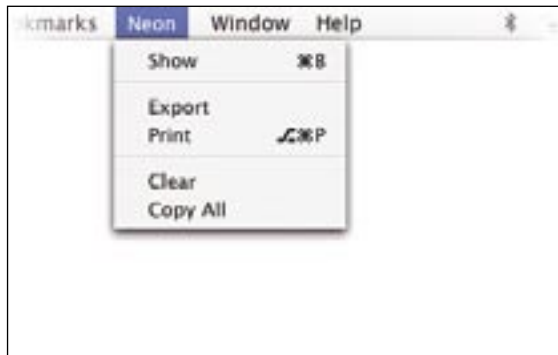 kmarks Neon Window Help
Show ⌘B
Export
Print ⌥⌘P
Clear
Copy All